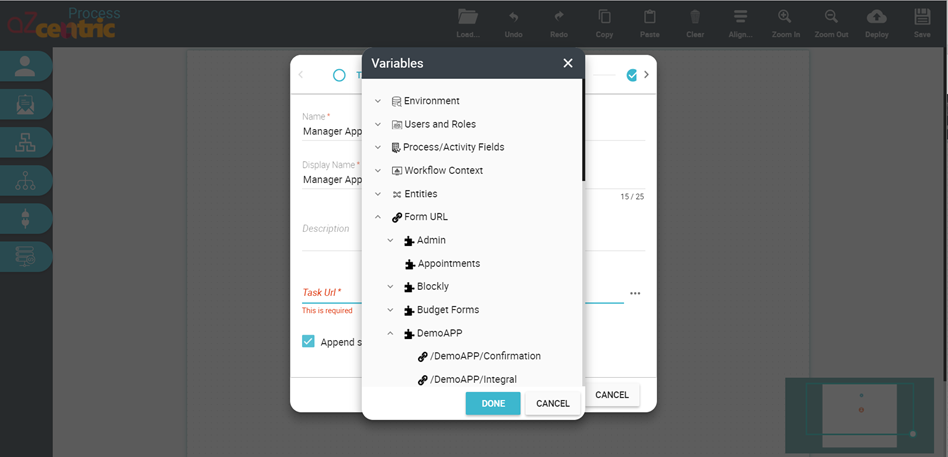 Process
aZcentric
Load...
Undo
Redo
Copy
Paste
Clear
Align...
Zoom In
Zoom Out
Deploy
Save
Variables
Environment
Users and Roles
Process/Activity Fields
Workflow Context
Entities
Form URL
Admin
Appointments
Blockly
Budget Forms
DemoAPP
/DemoAPP/Confirmation
/DemoAPP/Integral
DONE
CANCEL
T
Name *
Manager App
Display Name *
Manager App
15 / 25
Description
Task Url *
This is required
Append s
CANCEL